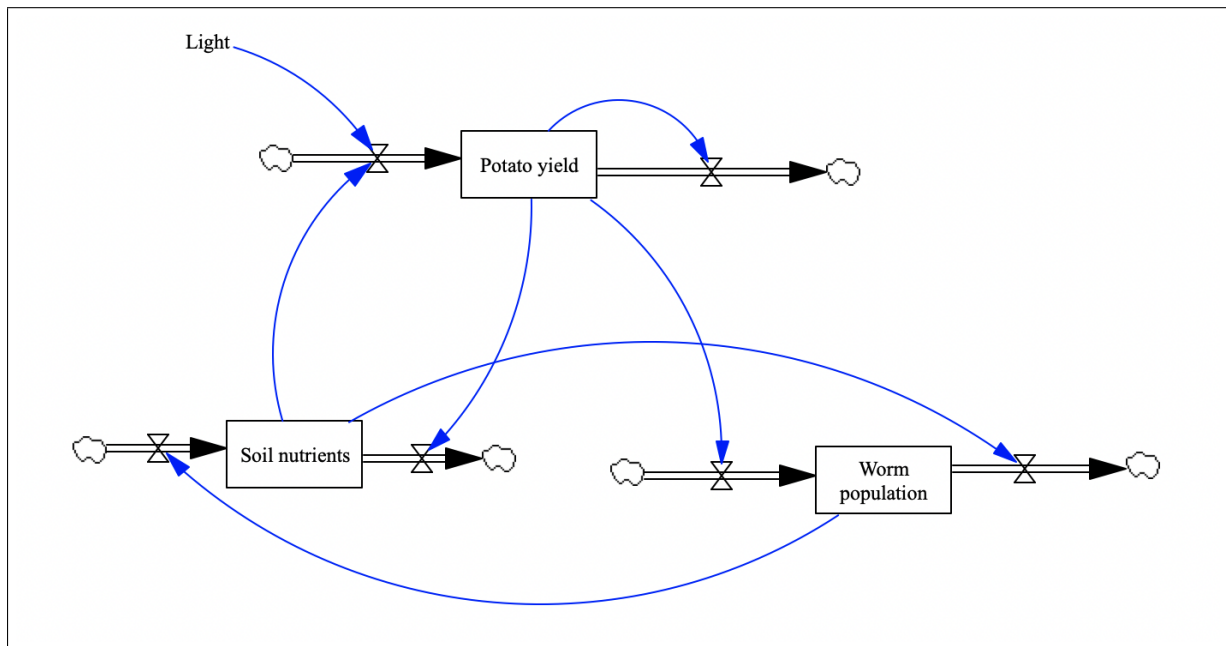 Light
Potato yield
Soil nutrients
Worm
population